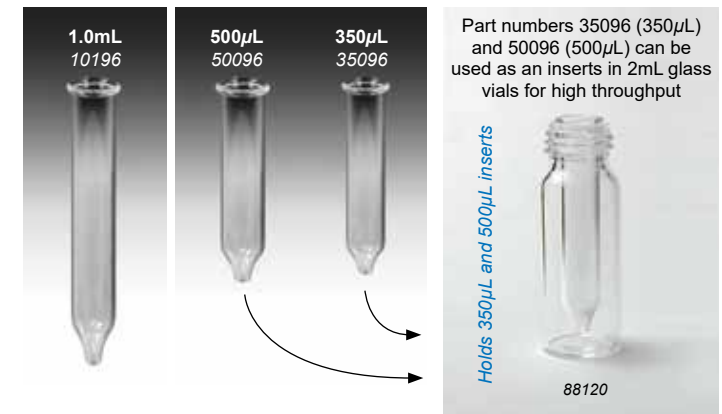 1.0mL
10196
500µL
50096
350µL
35096
Part numbers 35096 (350µL)
and 50096 (500µL) can be
used as an inserts in 2mL glass
vials for high throughput
Holds 350µL and 500µL inserts
88120